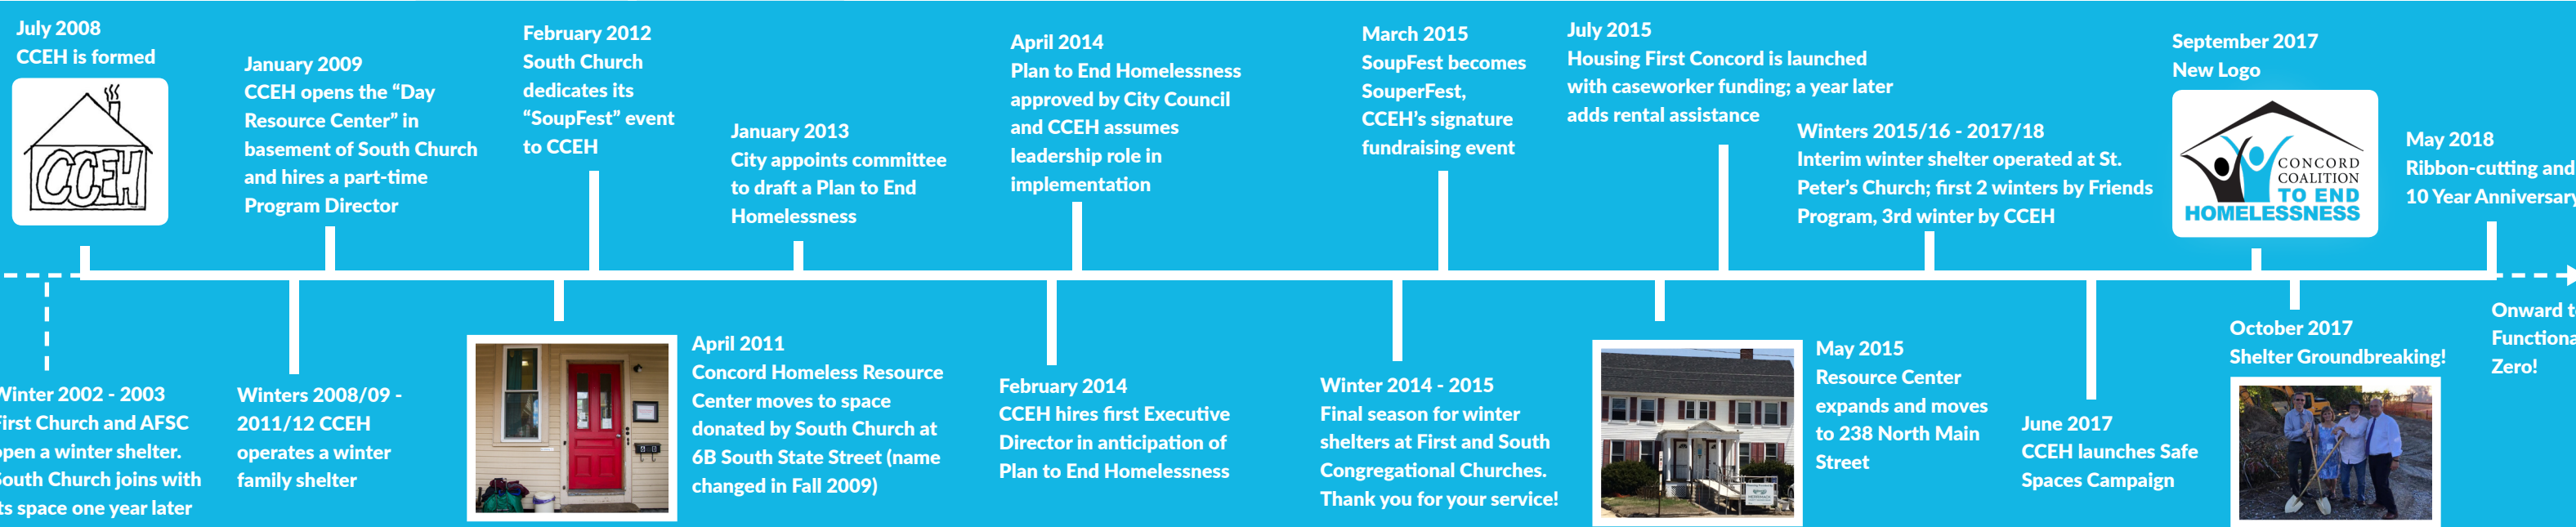 July 2008
CCEH is formed
CCEH
January 2009
CCEH opens the “Day
Resource Center” in
basement of South Church
and hires a part-time
Program Director
February 2012
South Church
dedicates its
“SoupFest” event
to CCEH
January 2013
City appoints committee
to draft a Plan to End
Homelessness
April 2014
Plan to End Homelessness
approved by City Council
and CCEH assumes
leadership role in
implementation
March 2015
SoupFest becomes
SouperFest,
CCEH’s signature
fundraising event
July 2015
Housing First Concord is launched
with caseworker funding; a year later
adds rental assistance
Winters 2015/16 - 2017/18
Interim winter shelter operated at St.
Peter’s Church; first 2 winters by Friends
Program, 3rd winter by CCEH
September 2017
New Logo
CONCORD
COALITION
TO END
HOMELESSNESS
May 2018
Ribbon-cutting and
10 Year Anniversary
Winter 2002 - 2003
First Church and AFSC
open a winter shelter.
South Church joins with
its space one year later
Winters 2008/09 -
2011/12 CCEH
operates a winter
family shelter
April 2011
Concord Homeless Resource
Center moves to space
donated by South Church at
6B South State Street (name
changed in Fall 2009)
February 2014
CCEH hires first Executive
Director in anticipation of
Plan to End Homelessness
Winter 2014 - 2015
Final season for winter
shelters at First and South
Congregational Churches.
Thank you for your service!
May 2015
Resource Center
expands and moves
to 238 North Main
Street
June 2017
CCEH launches Safe
Spaces Campaign
October 2017
Shelter Groundbreaking!
Onward to
Functional
Zero!